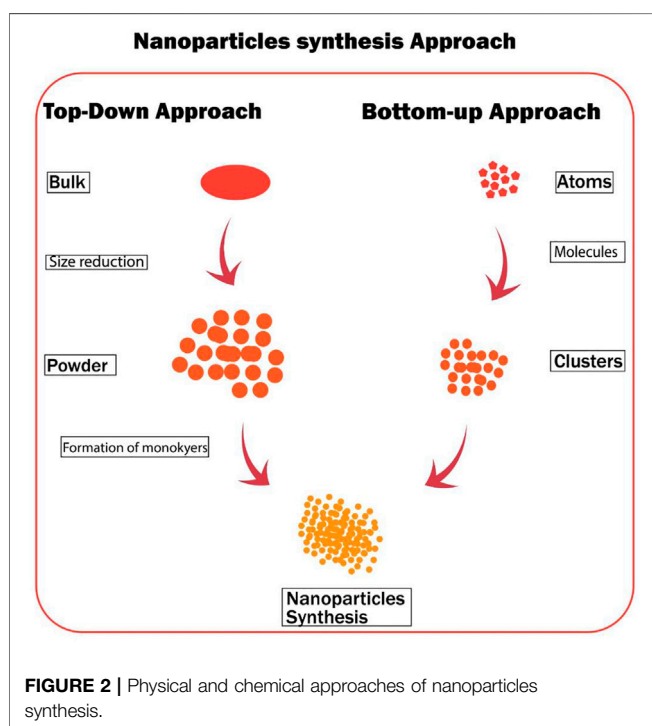 Nanoparticles synthesis Approach
Top-Down Approach
Bottom-up Approach
Bulk
Atoms
Size reduction
Molecules
Powder
Clusters
Formation of monokyers
Nanoparticles
Synthesis
FIGURE 2 | Physical and chemical approaches of nanoparticles
synthesis.